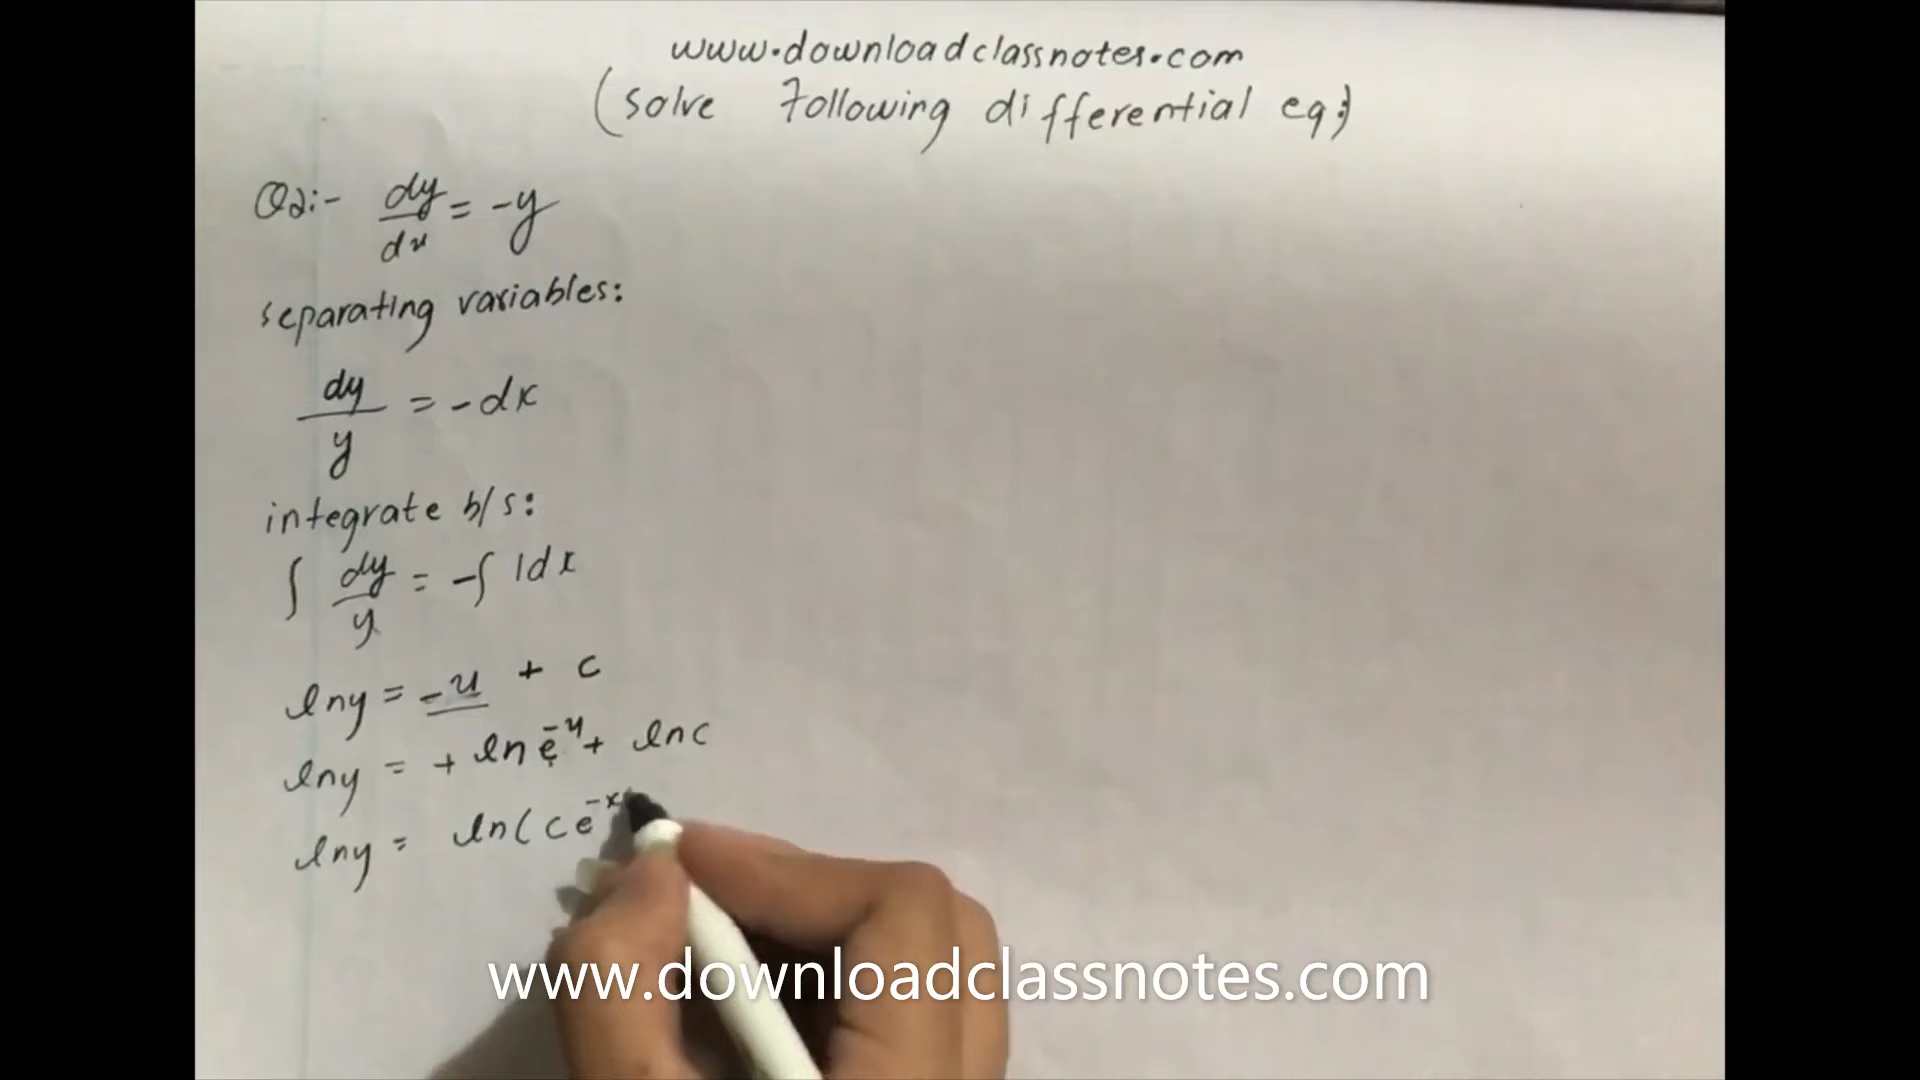 www.downloadclassnotes.com
(solve following differential eq:)
Q2:- dy/dx = -y
separating variables:
dy/y = -dx
integrate b/s:
∫ dy/y = -∫ 1dx
lny = -x + c
lny = + ln e^-x + lnc
lny = ln(ce^-x
www.downloadclassnotes.com